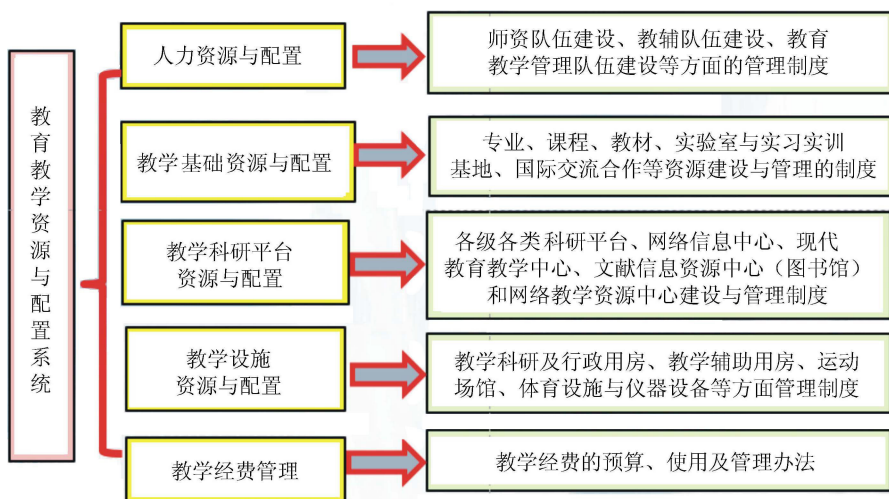 教育教学资源与配置系统
人力资源与配置
师资队伍建设、教辅队伍建设、教育
教学管理队伍建设等方面的管理制度
教学基础资源与配置
专业、课程、教材、实验室与实习实训
基地、国际交流合作等资源建设与管理的制度
教学科研平台
资源与配置
各级各类科研平台、网络信息中心、现代
教育教学中心、文献信息资源中心（图书馆）
和网络教学资源中心建设与管理制度
教学设施
资源与配置
教学科研及行政用房、教学辅助用房、运动
场馆、体育设施与仪器设备等方面管理制度
教学经费管理
教学经费的预算、使用及管理办法